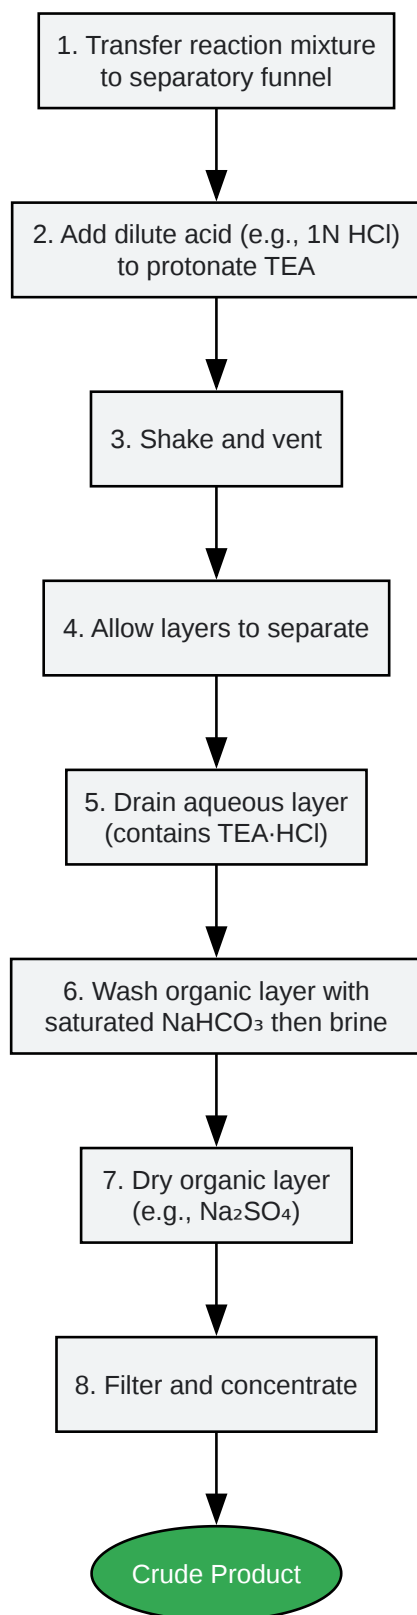 1. Transfer reaction mixture
to separatory funnel
2. Add dilute acid (e.g., 1N HCl)
to protonate TEA
3. Shake and vent
4. Allow layers to separate
5. Drain aqueous layer
(contains TEA·HCl)
6. Wash organic layer with
saturated NaHCO₃ then brine
7. Dry organic layer
(e.g., Na₂SO₄)
8. Filter and concentrate
Crude Product